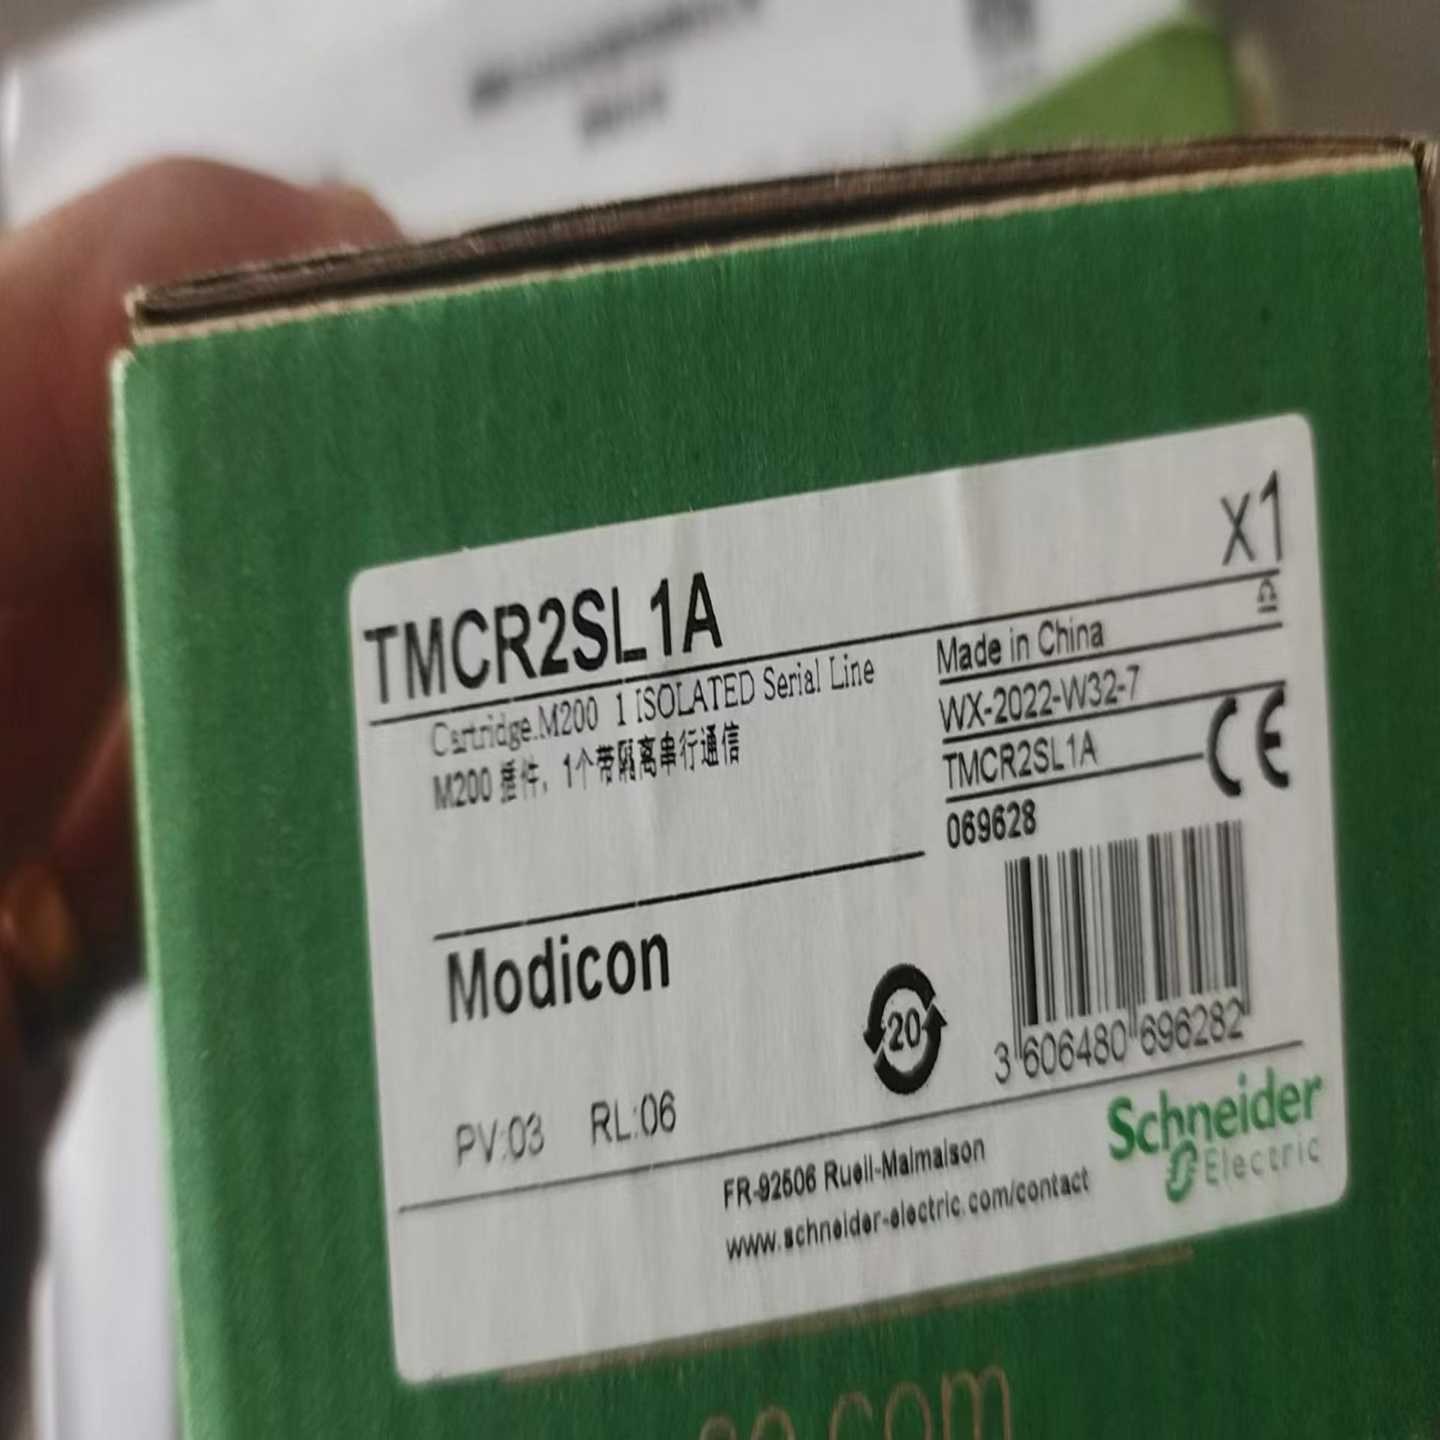 TMCR2SL1A
X1
Cartridge.M200 1 ISOLATED Serial Line
M200 插件，1个带隔离串行通信
Made in China
WX-2022-W32-7
TMCR2SL1A
CE
069628
Modicon
20
3 606480 696282
PV:03 RL:06
FR-92506 Rueil-Malmaison
www.schneider-electric.com/contact
Schneider
Electric
se.com